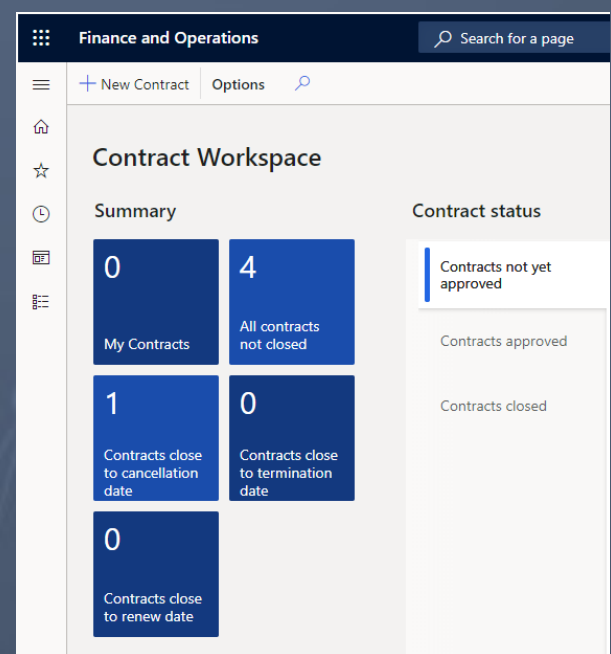 Finance and Operations
Search for a page
New Contract
Options
Contract Workspace
Summary
0
My Contracts
4
All contracts
not closed
1
Contracts close
to cancellation
date
0
Contracts close
to termination
date
0
Contracts close
to renew date
Contract status
Contracts not yet
approved
Contracts approved
Contracts closed